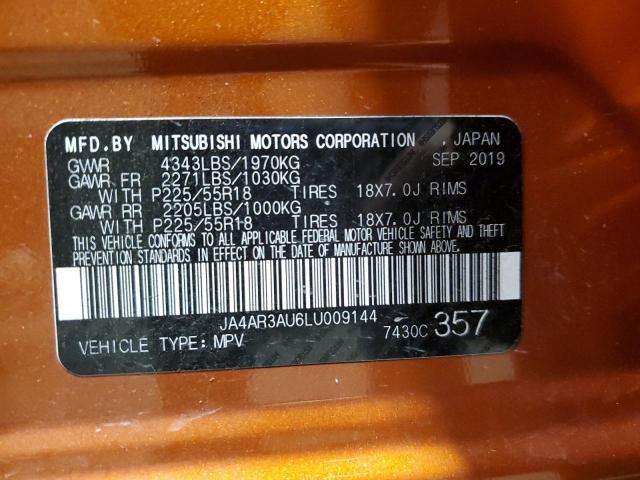 MFD.BY MITSUBISHI MOTORS CORPORATION , JAPAN
GVWR 4343LBS/1970KG SEP 2019
GAWR FR 2271LBS/1030KG
WITH P225/55R18 TIRES 18X7.0J RIMS
GAWR RR 2205LBS/1000KG
WITH P225/55R18 TIRES 18X7.0J RIMS
THIS VEHICLE CONFORMS TO ALL APPLICABLE FEDERAL MOTOR VEHICLE SAFETY AND THEFT
PREVENTION STANDARDS IN EFFECT ON THE DATE OF MANUFACTURE SHOWN ABOVE.
JA4AR3AU6LU009144
VEHICLE TYPE: MPV 7430C 357